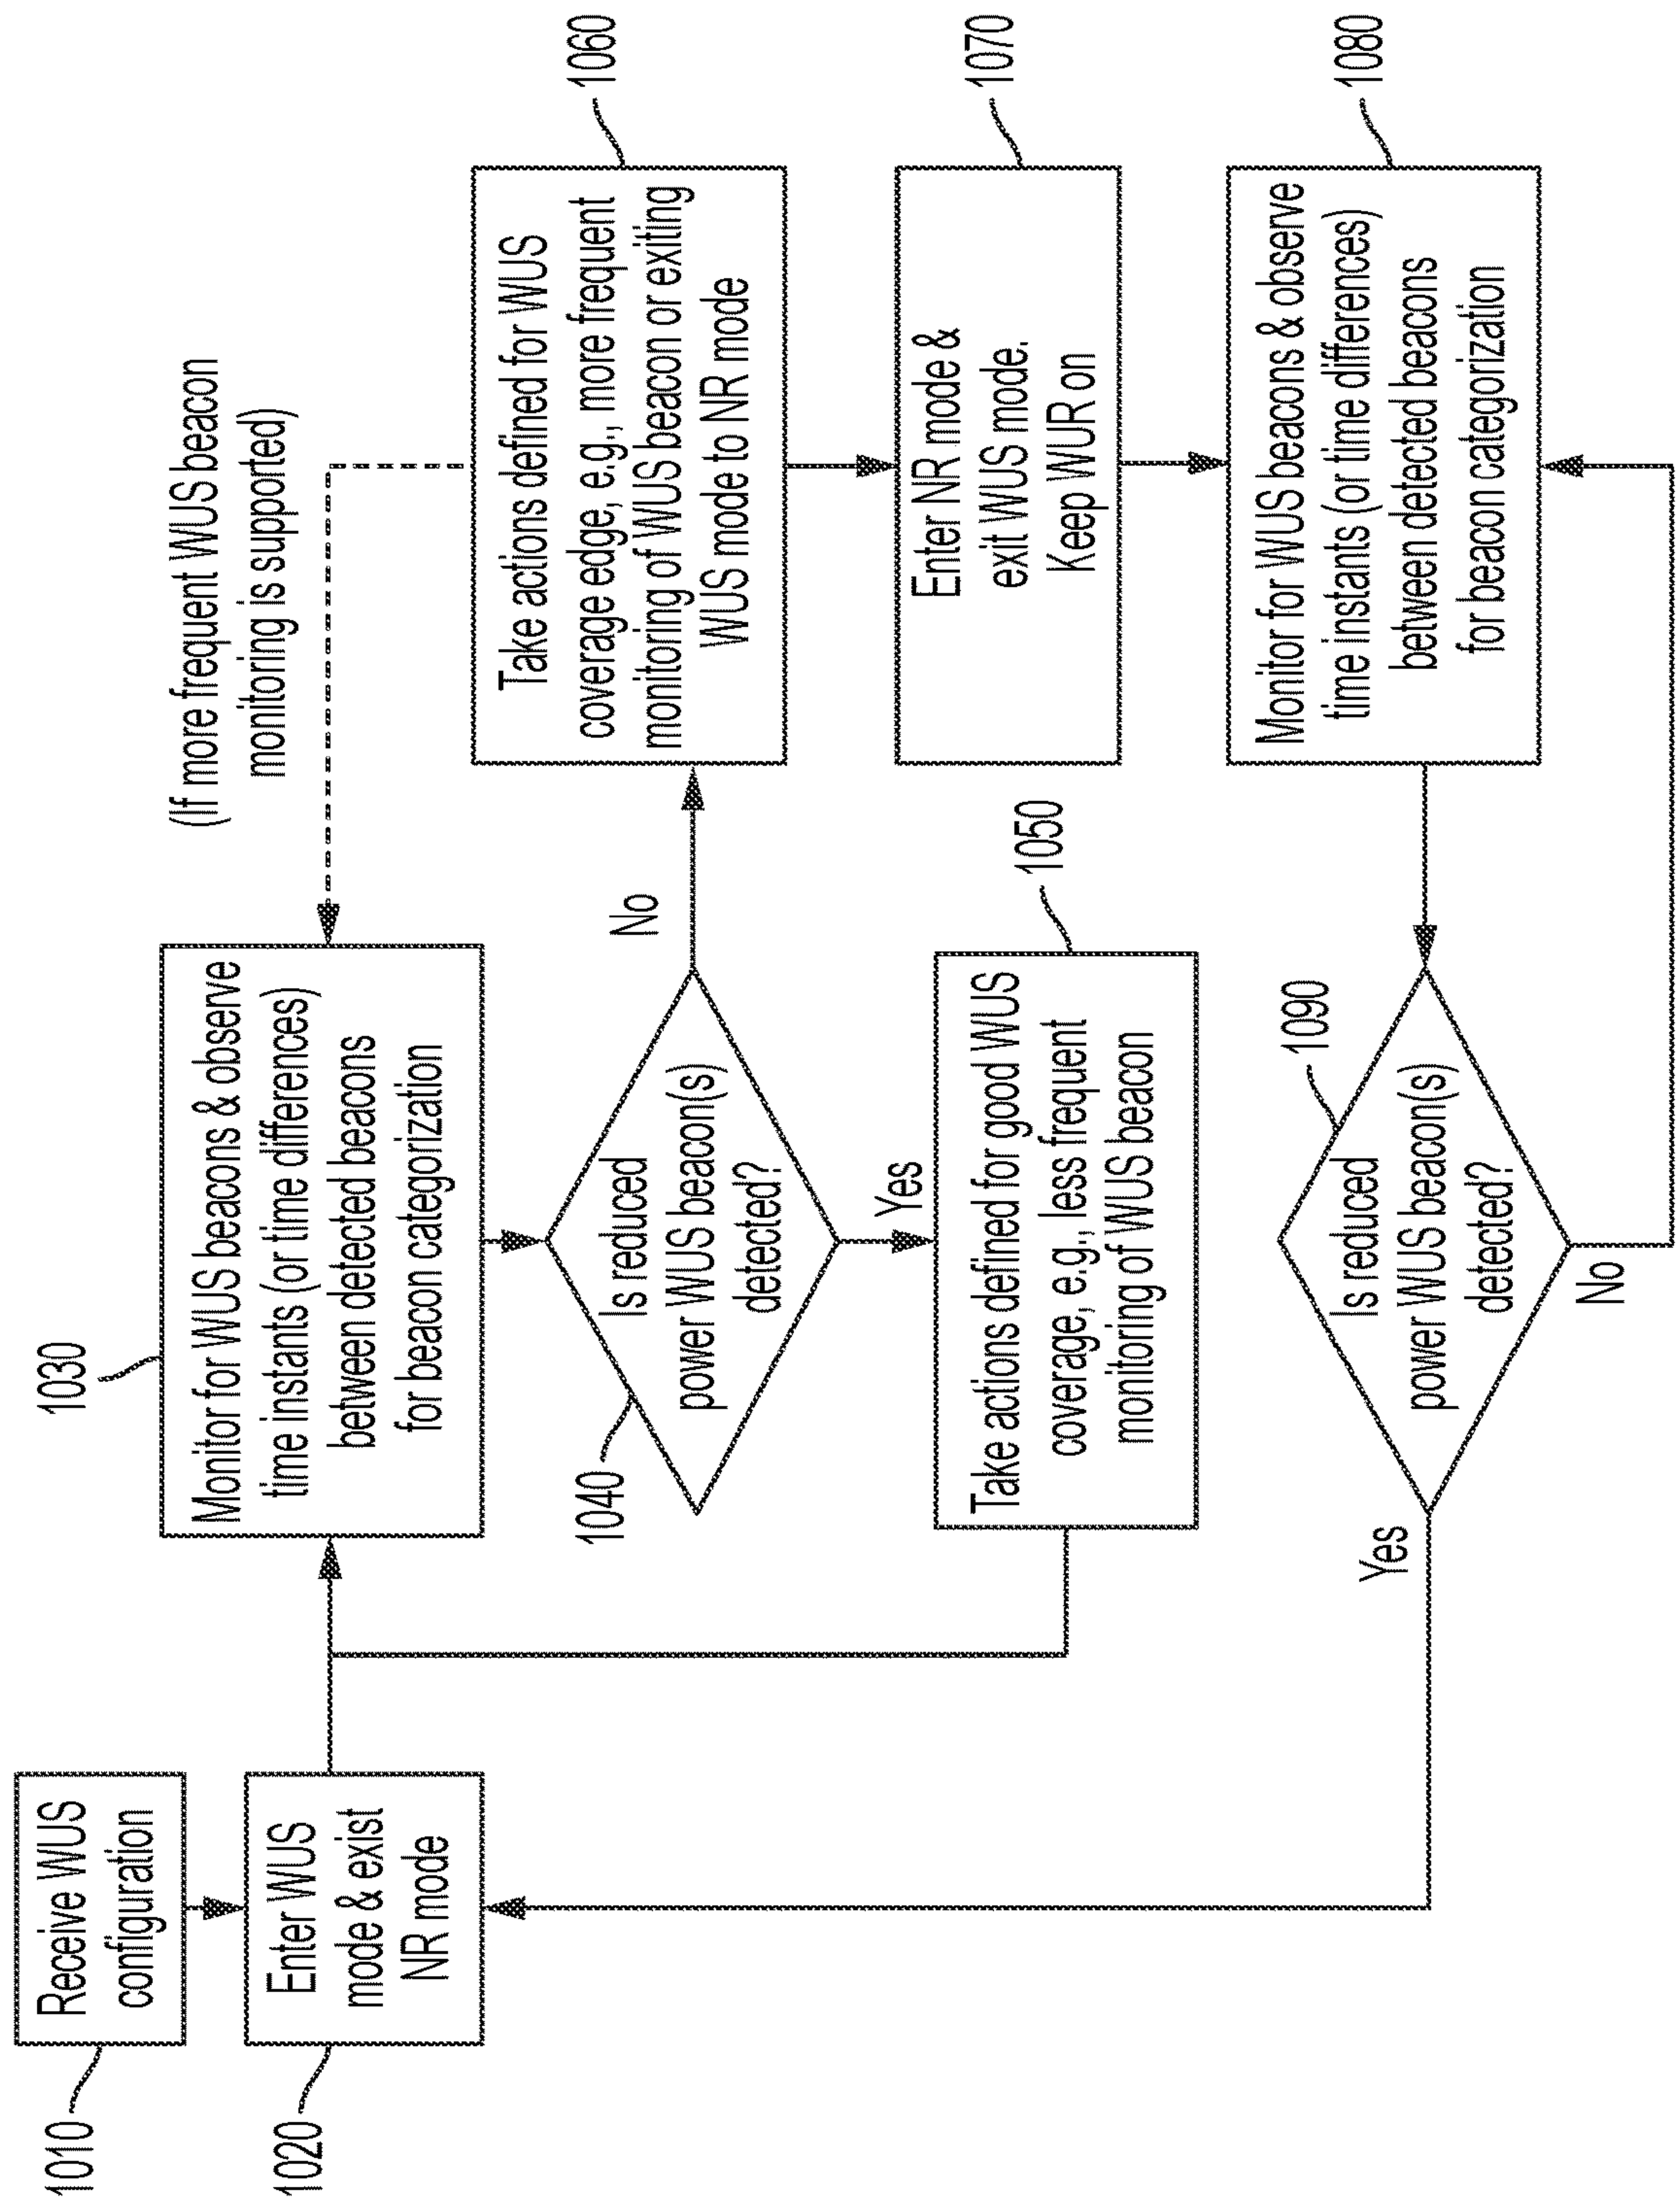 1010
Receive WUS
configuration
1020
Enter WUS
mode & exist
NR mode
1030
Monitor for WUS beacons & observe
time instants (or time differences)
between detected beacons
for beacon categorization
(If more frequent WUS beacon
monitoring is supported)
1040
Is reduced
power WUS beacon(s)
detected?
No
Yes
1060
Take actions defined for WUS
coverage edge, e.g., more frequent
monitoring of WUS beacon or exiting
WUS mode to NR mode
1050
Take actions defined for good WUS
coverage, e.g., less frequent
monitoring of WUS beacon
1070
Enter NR mode &
exit WUS mode.
Keep WUR on
1080
Monitor for WUS beacons & observe
time instants (or time differences)
between detected beacons
for beacon categorization
1090
Is reduced
power WUS beacon(s)
detected?
Yes
No